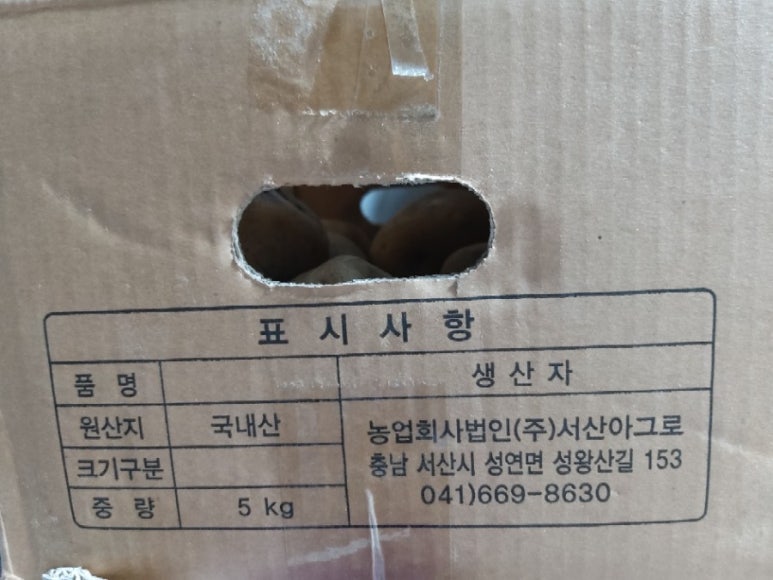 표 시 사 항
품 명
생 산 자
원산지 국내산
크기구분
중 량 5 kg
농업회사법인(주)서산아그로
충남 서산시 성연면 성왕산길 153
041)669-8630